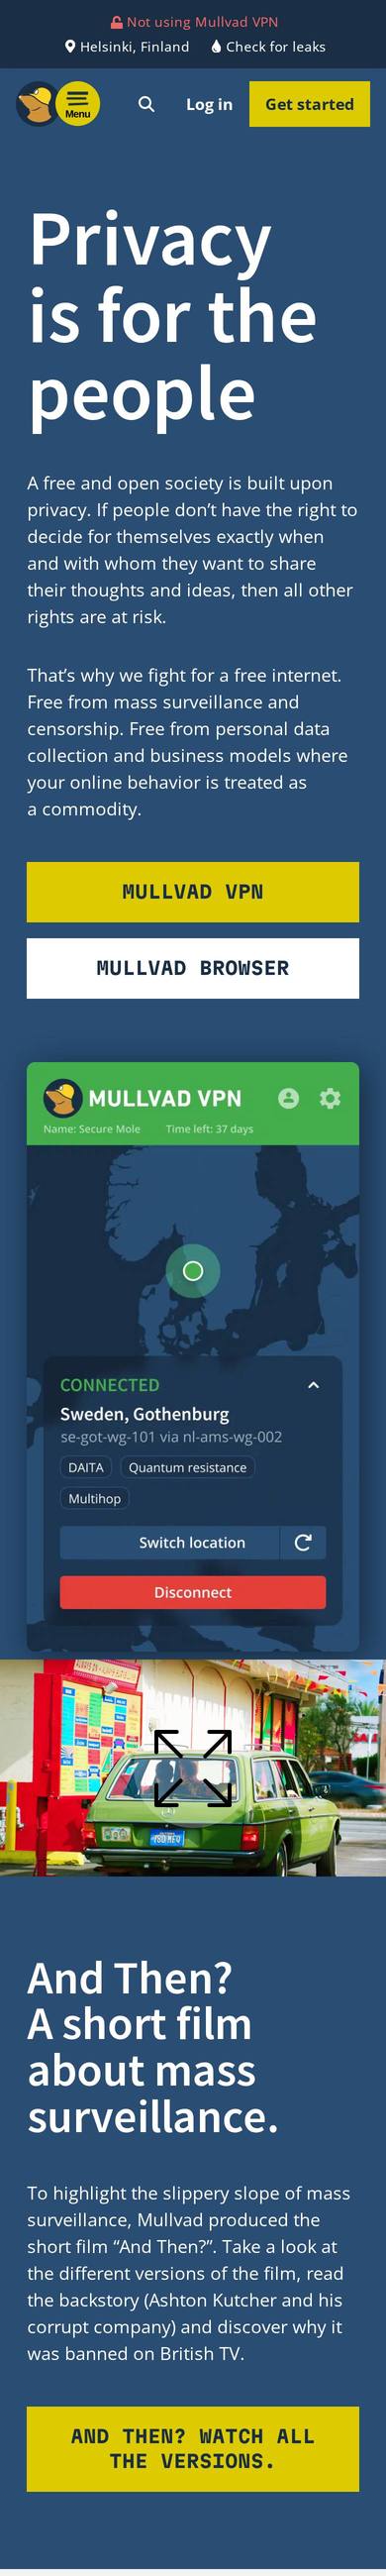 Not using Mullvad VPN
Helsinki, Finland Check for leaks
Menu
Log in
Get started
Privacy
is for the
people
A free and open society is built upon
privacy. If people don’t have the right to
decide for themselves exactly when
and with whom they want to share
their thoughts and ideas, then all other
rights are at risk.
That’s why we fight for a free internet.
Free from mass surveillance and
censorship. Free from personal data
collection and business models where
your online behavior is treated as
a commodity.
MULLVAD VPN
MULLVAD BROWSER
MULLVAD VPN
Name: Secure Mole Time left: 37 days
CONNECTED
Sweden, Gothenburg
se-got-wg-101 via nl-ams-wg-002
DAITA Quantum resistance
Multihop
Switch location
Disconnect
And Then?
A short film
about mass
surveillance.
To highlight the slippery slope of mass
surveillance, Mullvad produced the
short film “And Then?”. Take a look at
the different versions of the film, read
the backstory (Ashton Kutcher and his
corrupt company) and discover why it
was banned on British TV.
AND THEN? WATCH ALL
THE VERSIONS.